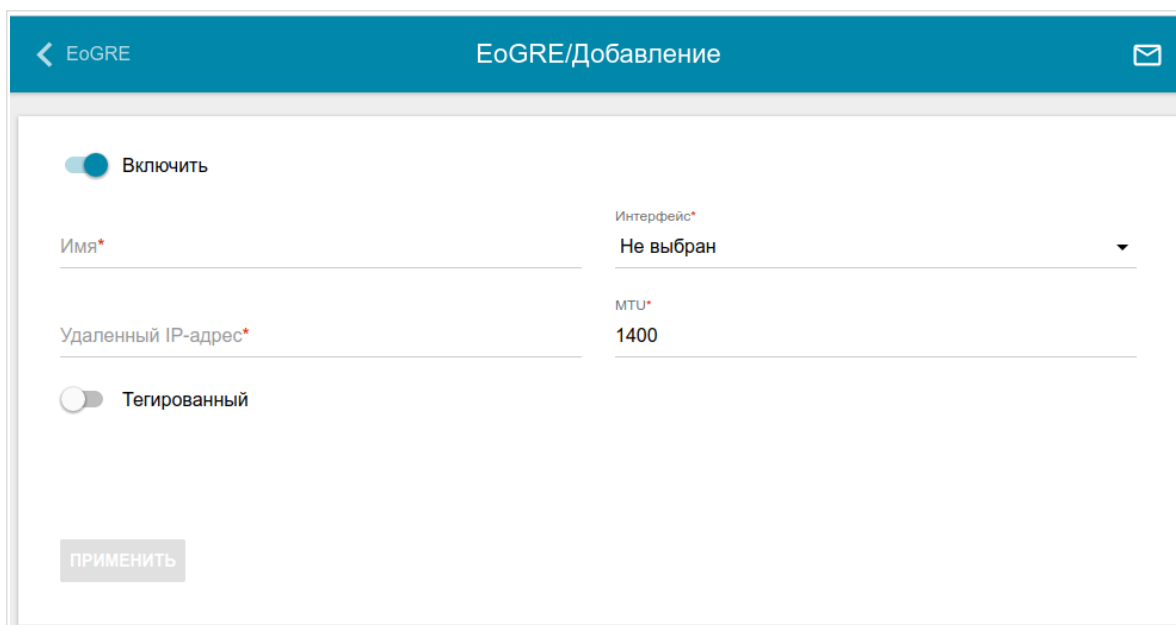 EoGRE
EoGRE/Добавление
Включить
Имя*
Интерфейс*
Не выбран
Удаленный IP-адрес*
MTU*
1400
Тегированный
ПРИМЕНИТЬ